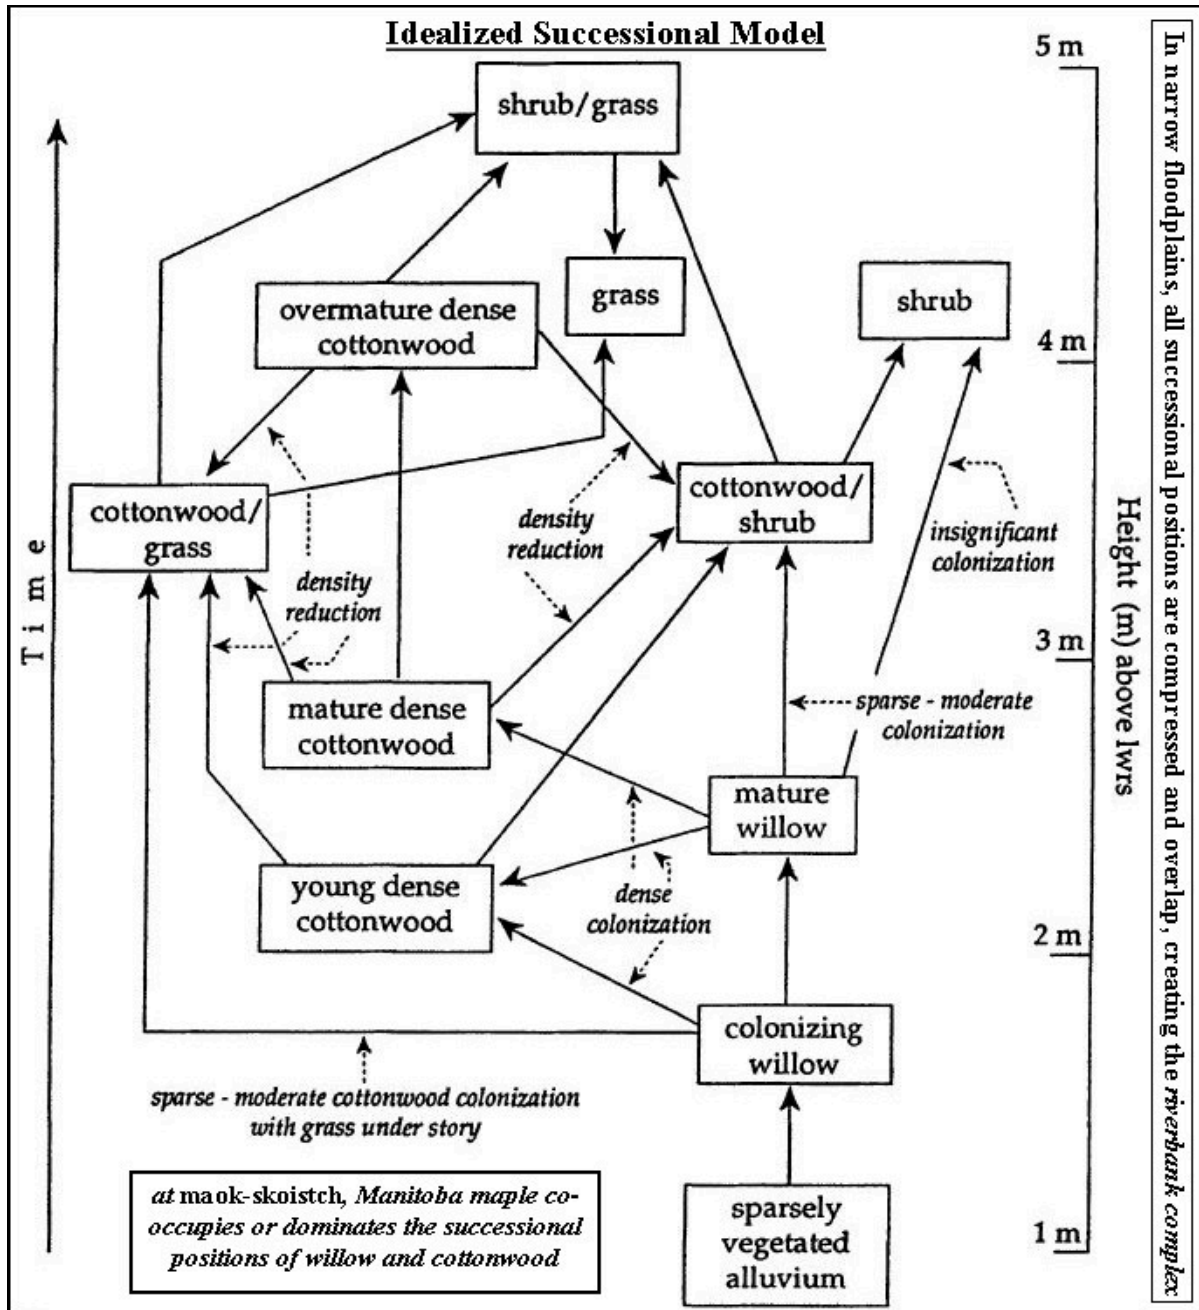 Idealized Successional Model
5 m
shrub/grass
grass
shrub
overmature dense
cottonwood
4 m
cottonwood/
grass
cottonwood/
shrub
density
reduction
insignificant
colonization
density
reduction
3 m
mature dense
cottonwood
sparse - moderate
colonization
mature
willow
young dense
cottonwood
dense
colonization
2 m
colonizing
willow
sparse - moderate cottonwood colonization
with grass under story
at maok-skoistch, Manitoba maple co-
occupies or dominates the successional
positions of willow and cottonwood
sparsely
vegetated
alluvium
1 m
Time
Height (m) above lwrs
In narrow floodplains, all successional positions are compressed and overlap, creating the riverbank complex